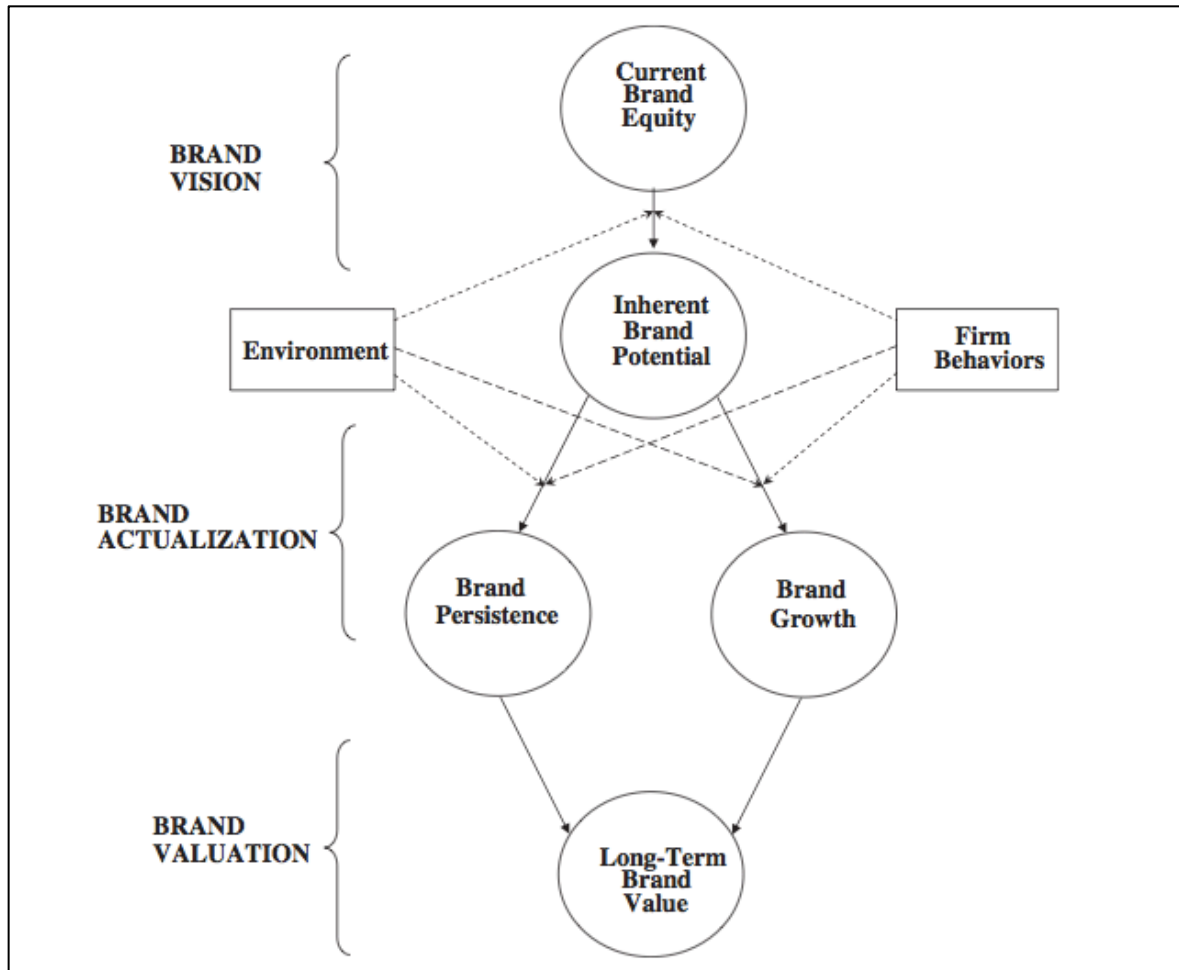 Current
Brand
Equity
BRAND
VISION
Inherent
Brand
Potential
Environment
Firm
Behaviors
BRAND
ACTUALIZATION
Brand
Persistence
Brand
Growth
BRAND
VALUATION
Long-Term
Brand
Value